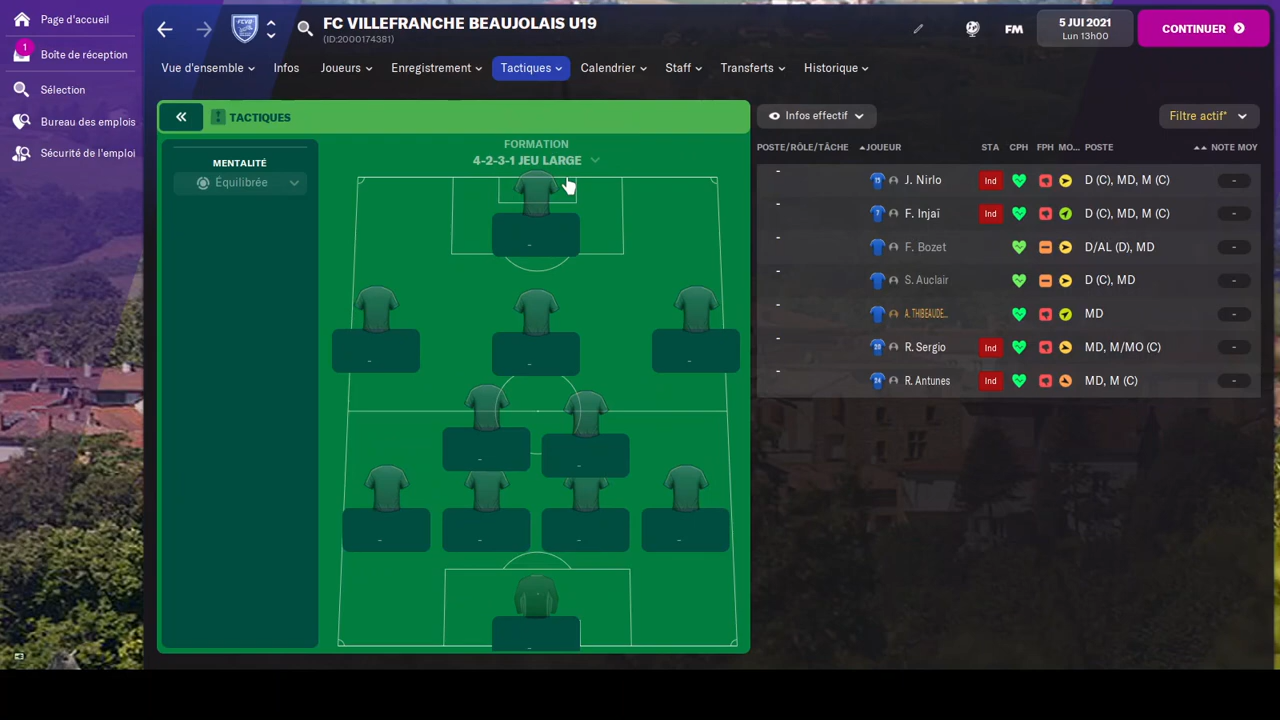 Page d'accueil
1
Boîte de réception
Sélection
Bureau des emplois
Sécurité de l'emploi
FC VILLEFRANCHE BEAUJOLAIS U19
(ID:2000174381)
FM
5 JUI 2021
Lun 13h00
CONTINUER
Vue d'ensemble
Infos
Joueurs
Enregistrement
Tactiques
Calendrier
Staff
Transferts
Historique
TACTIQUES
MENTALITÉ
Équilibrée
FORMATION
4-2-3-1 JEU LARGE
Infos effectif
Filtre actif*
POSTE/RÔLE/TÂCHE JOUEUR STA CPH FPH MO... POSTE NOTE MOY
- J. Nirlo Ind D (C), MD, M (C) -
- 7 F. Injaï Ind D (C), MD, M (C) -
- F. Bozet D/AL (D), MD -
- S. Auclair D (C), MD -
- A. THIBEAUDE... MD -
- R. Sergio Ind MD, M/MO (C) -
- R. Antunes Ind MD, M (C) -